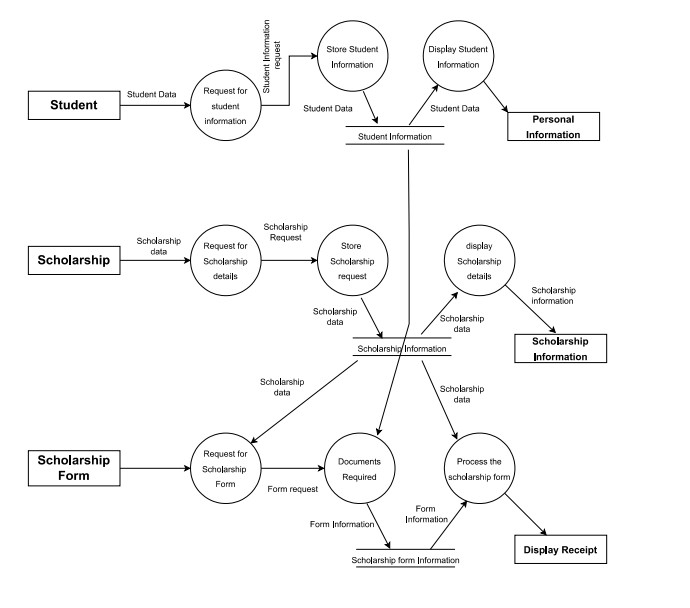 Student
Student Data
Request for
student
information
Student Information
request
Store Student
Information
Student Data
Student Information
Student Data
Display Student
Information
Personal
Information
Scholarship
Scholarship
data
Request for
Scholarship
details
Scholarship
Request
Store
Scholarship
request
Scholarship
data
Scholarship Information
Scholarship
data
display
Scholarship
details
Scholarship
information
Scholarship
Information
Scholarship
data
Scholarship
data
Scholarship
Form
Request for
Scholarship
Form
Form request
Documents
Required
Form Information
Scholarship form Information
Form
Information
Process the
scholarship form
Display Receipt